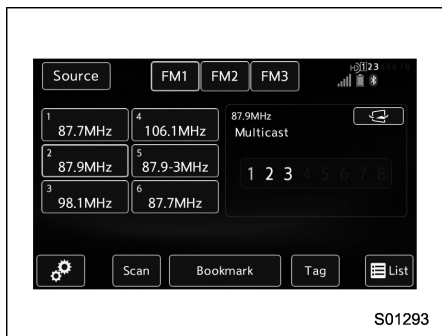 Source FM1 FM2 FM3 HD 12345678
1 87.7MHz 4 106.1MHz
2 87.9MHz 5 87.9-3MHz
3 98.1MHz 6 87.7MHz
87.9MHz
Multicast
1 2 3 4 5 6 7 8
Scan Bookmark Tag List
S01293